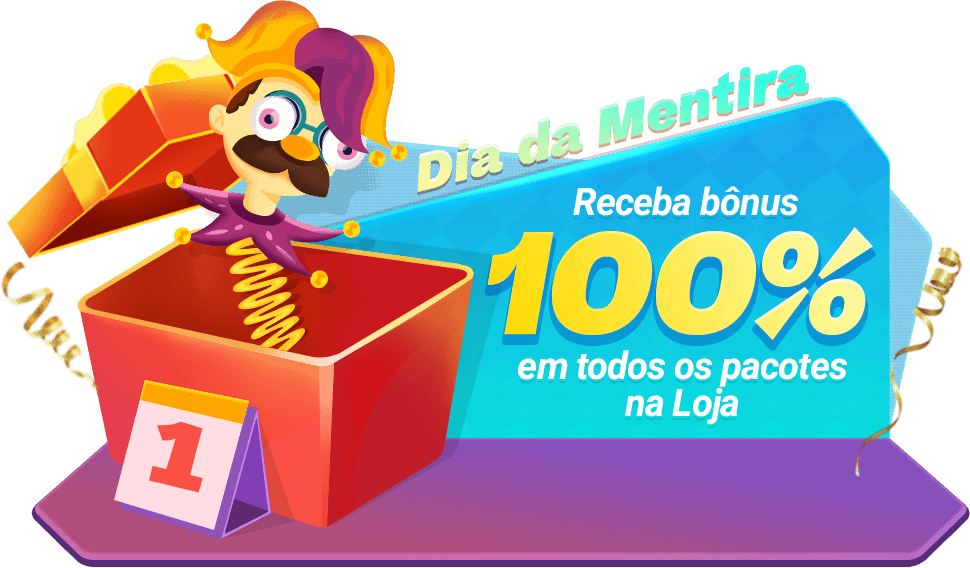 Dia da Mentira
Receba bônus
100%
em todos os pacotes
na Loja
1